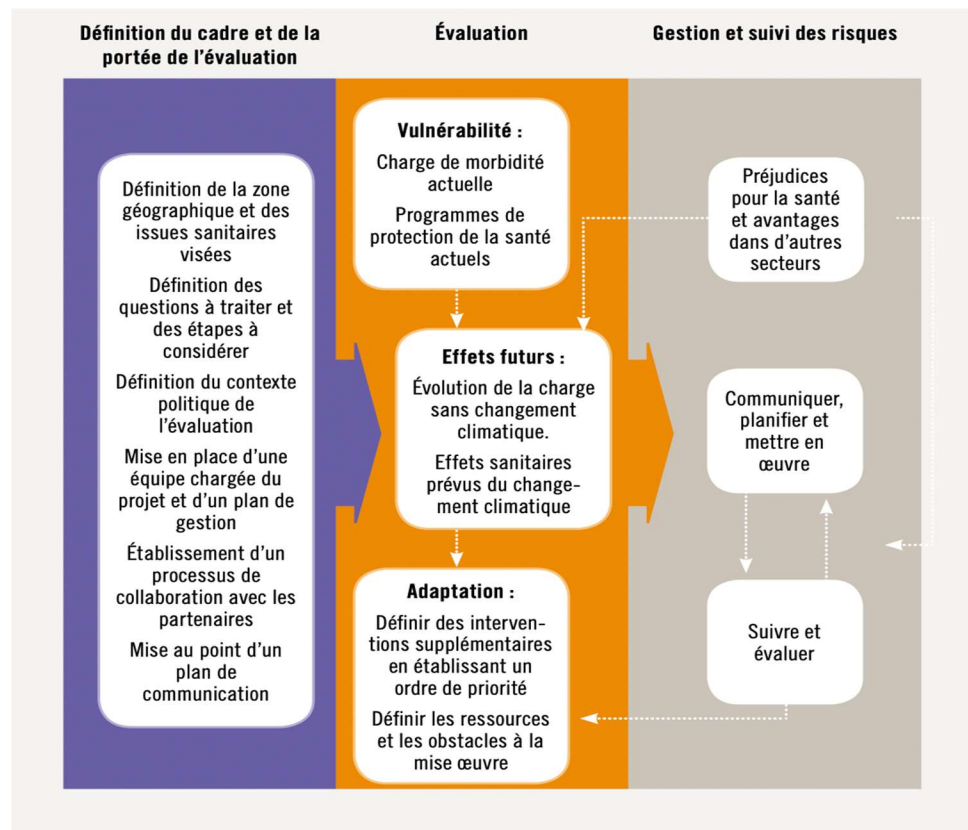 Définition du cadre et de la
portée de l'évaluation
Évaluation
Gestion et suivi des risques
Définition de la zone
géographique et des
issues sanitaires
visées
Définition des
questions à traiter et
des étapes à
considérer
Définition du contexte
politique de
l'évaluation
Mise en place d'une
équipe chargée du
projet et d'un plan de
gestion
Établissement d'un
processus de
collaboration avec les
partenaires
Mise au point d'un
plan de
communication
Vulnérabilité :
Charge de morbidité
actuelle
Programmes de
protection de la santé
actuels
Effets futurs :
Évolution de la charge
sans changement
climatique.
Effets sanitaires
prévus du change-
ment climatique
Adaptation :
Définir des interven-
tions supplémentaires
en établissant un
ordre de priorité
Définir les ressources
et les obstacles à la
mise œuvre
Préjudices
pour la santé
et avantages
dans d'autres
secteurs
Communiquer,
planifier et
mettre en
œuvre
Suivre et
évaluer